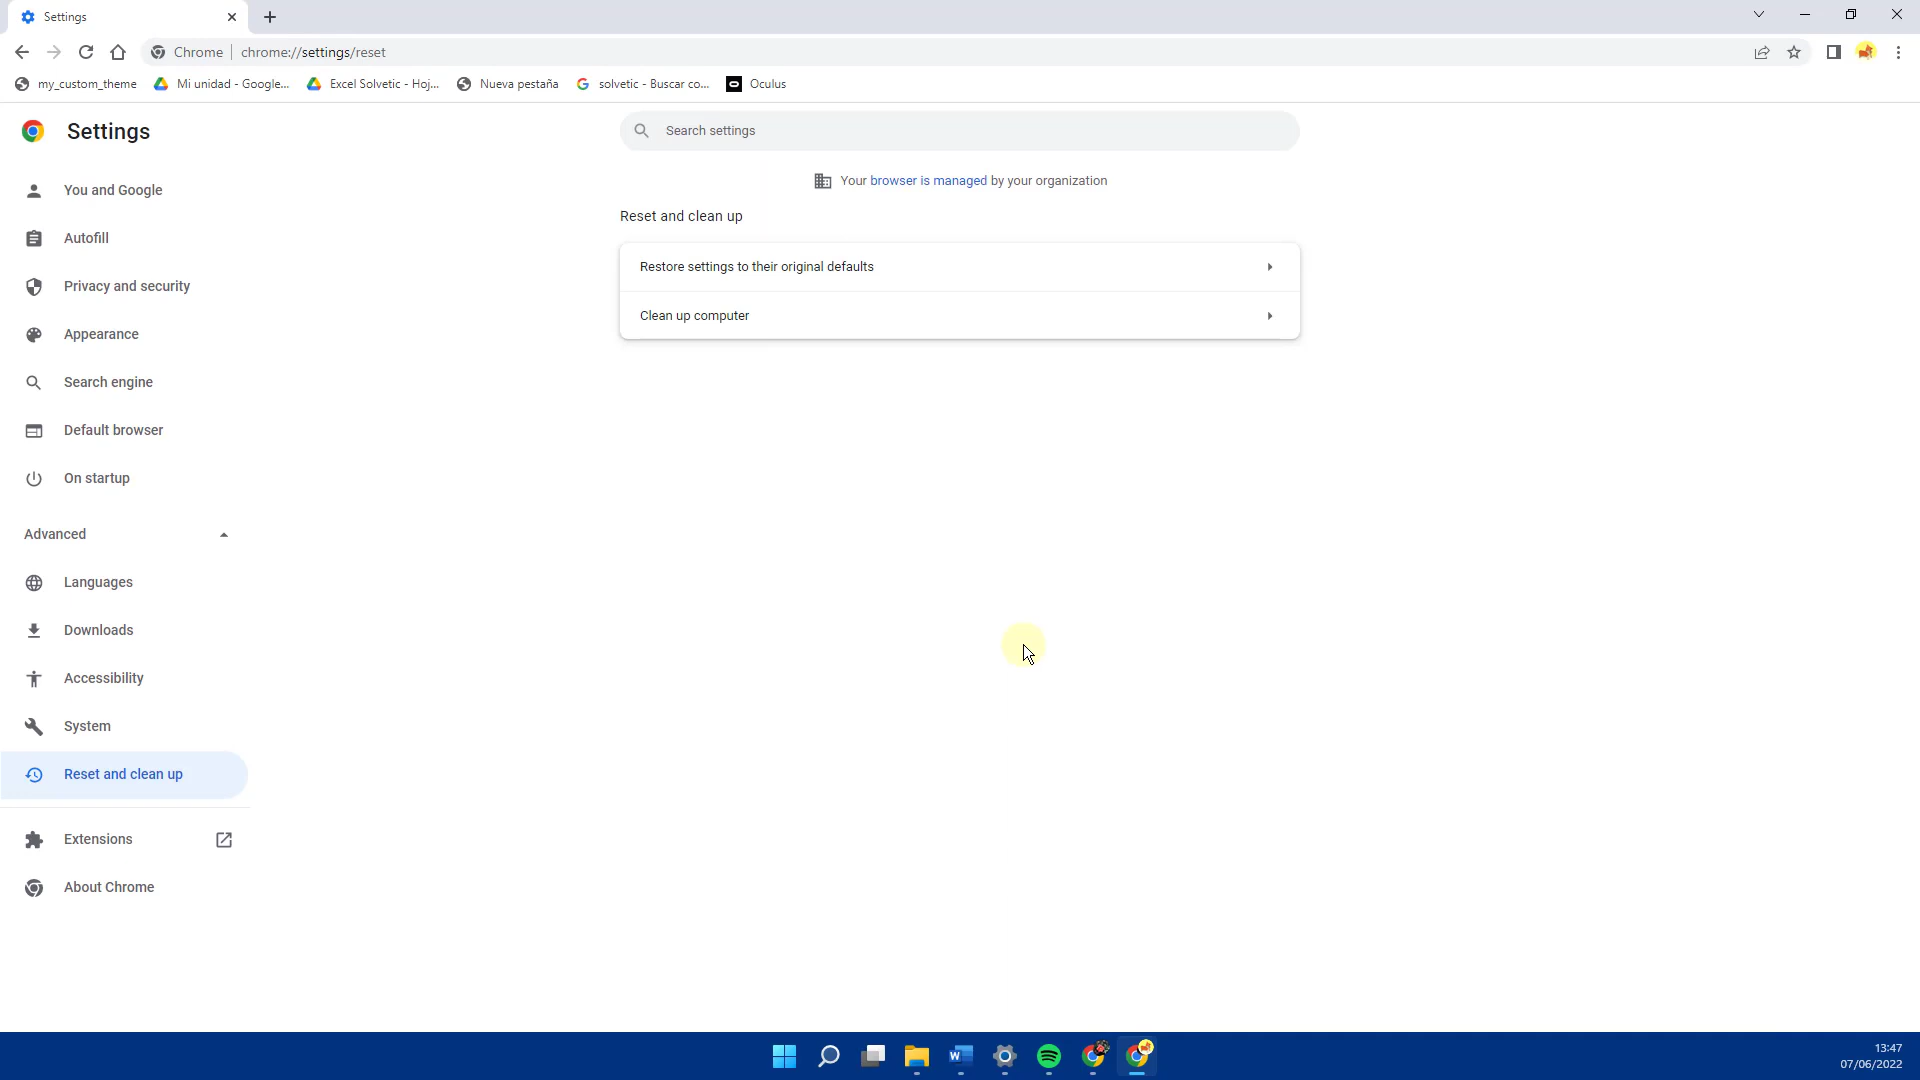 Settings
Chrome
chrome://settings/reset
my_custom_theme
Mi unidad - Google...
Excel Solvetic - Hoj...
Nueva pestaña
solvetic - Buscar co...
Oculus
Settings
Search settings
Your browser is managed by your organization
You and Google
Autofill
Privacy and security
Appearance
Search engine
Default browser
On startup
Advanced
Languages
Downloads
Accessibility
System
Reset and clean up
Extensions
About Chrome
Reset and clean up
Restore settings to their original defaults
Clean up computer
13:47
07/06/2022